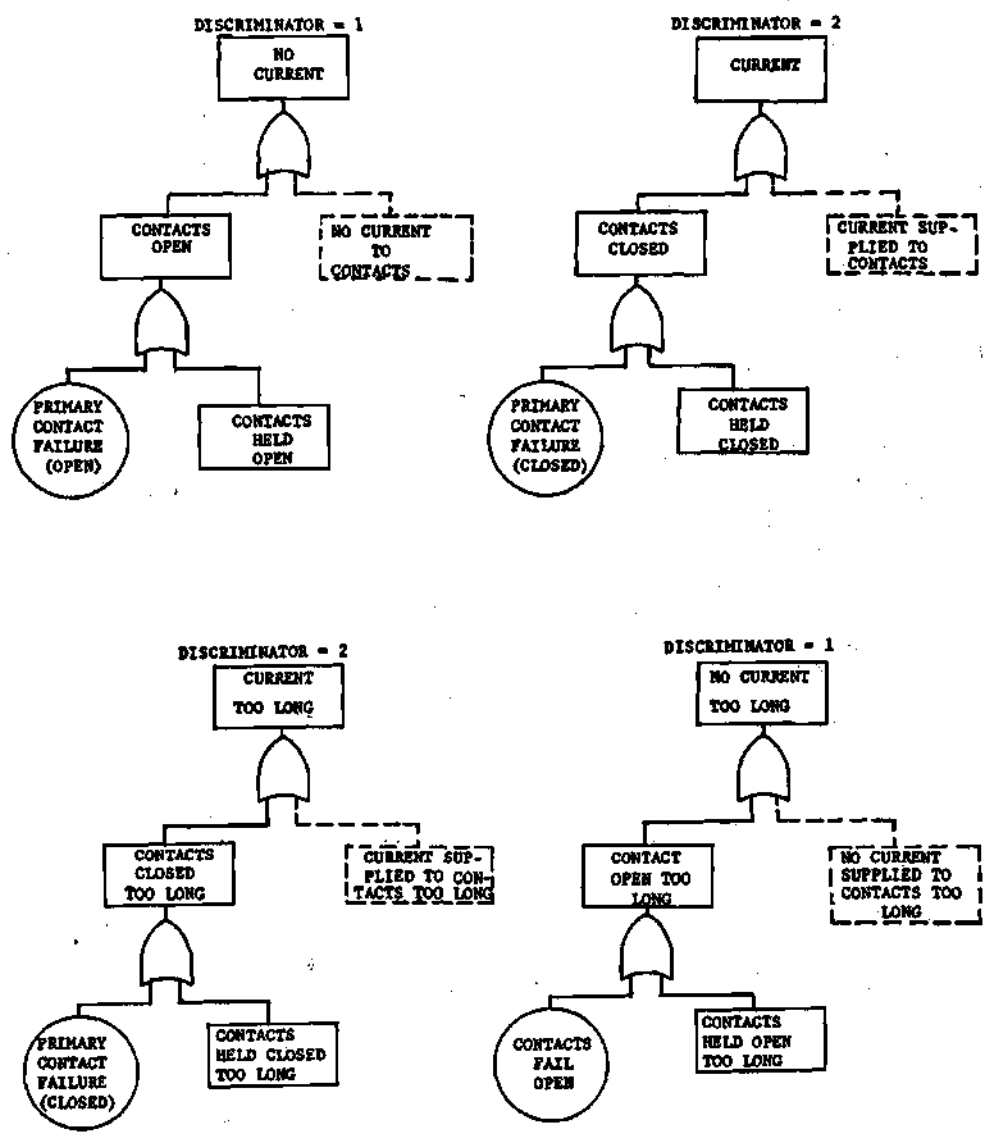 DISCRIMINATOR = 1
NO
CURRENT
CONTACTS
OPEN
NO CURRENT
TO
CONTACTS
PRIMARY
CONTACT
FAILURE
(OPEN)
CONTACTS
HELD
OPEN
DISCRIMINATOR = 2
CURRENT
CONTACTS
CLOSED
CURRENT SUP-
PLIED TO
CONTACTS
PRIMARY
CONTACT
FAILURE
(CLOSED)
CONTACTS
HELD
CLOSED
DISCRIMINATOR = 2
CURRENT
TOO LONG
CONTACTS
CLOSED
TOO LONG
CURRENT SUP-
PLIED TO CON-
TACTS TOO LONG
PRIMARY
CONTACT
FAILURE
(CLOSED)
CONTACTS
HELD CLOSED
TOO LONG
DISCRIMINATOR = 1
NO CURRENT
TOO LONG
CONTACT
OPEN TOO
LONG
NO CURRENT
SUPPLIED TO
CONTACTS TOO
LONG
CONTACTS
FAIL
OPEN
CONTACTS
HELD OPEN
TOO LONG